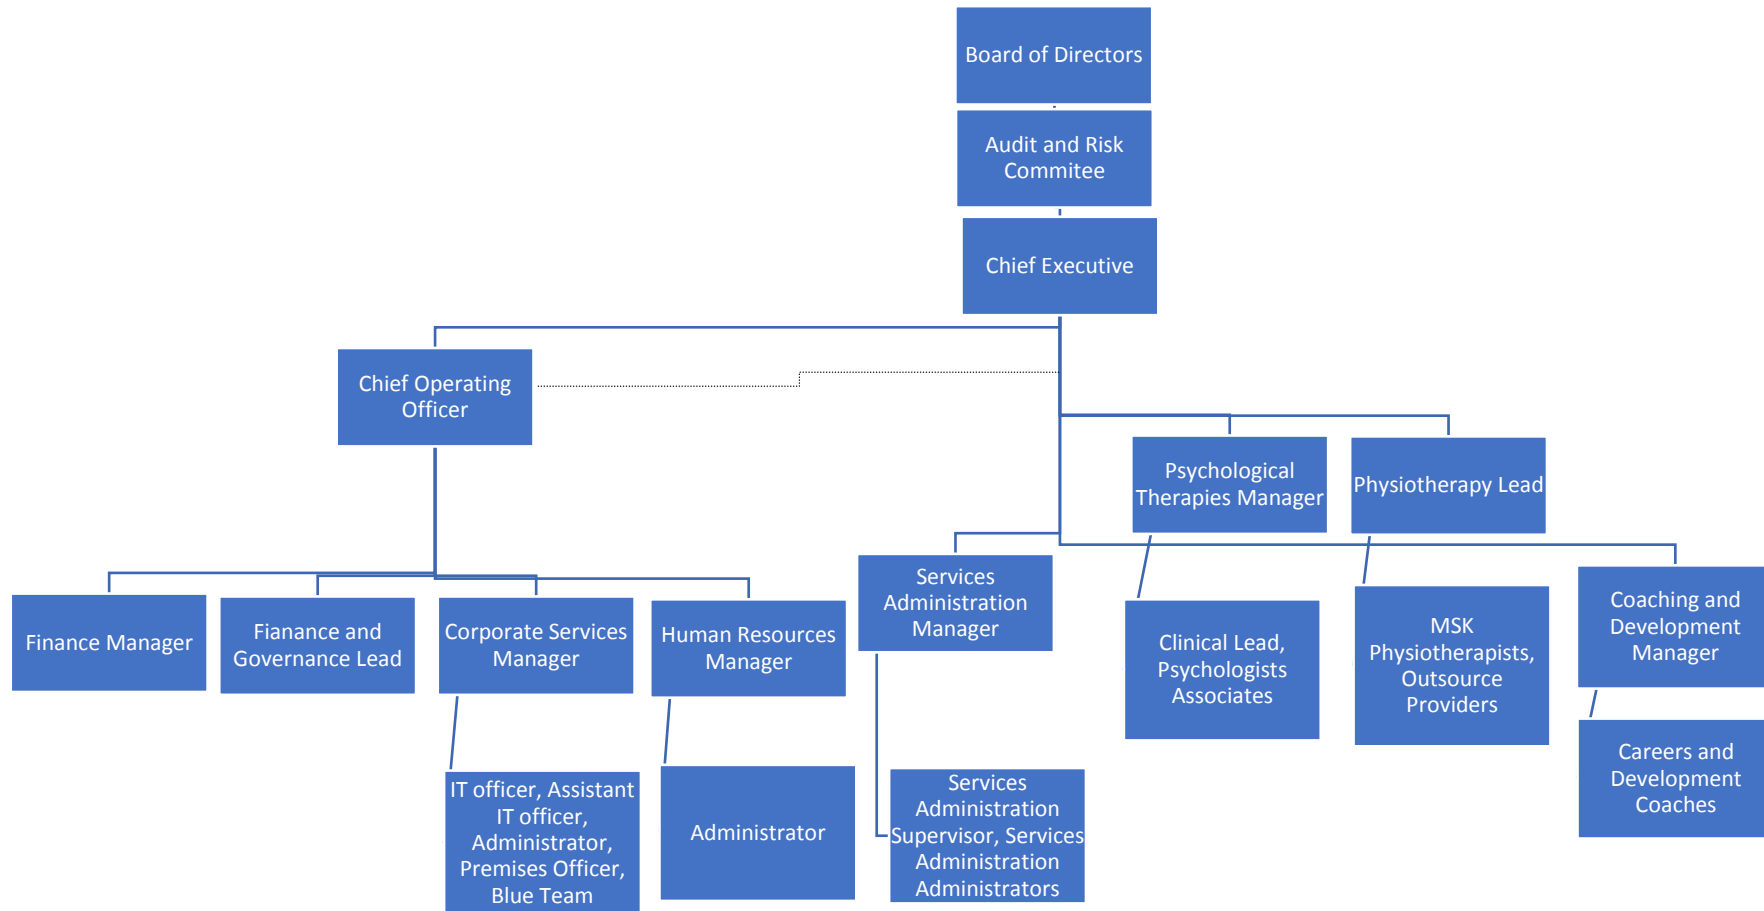 Board of Directors
Audit and Risk
Commitee
Chief Executive
Chief Operating
Officer
Psychological
Therapies Manager
Physiotherapy Lead
Finance Manager
Fianance and
Governance Lead
Corporate Services
Manager
Human Resources
Manager
Services
Administration
Manager
Clinical Lead,
Psychologists
Associates
MSK
Physiotherapists,
Outsource
Providers
Coaching and
Development
Manager
IT officer, Assistant
IT officer,
Administrator,
Premises Officer,
Blue Team
Administrator
Services
Administration
Supervisor, Services
Administration
Administrators
Careers and
Development
Coaches